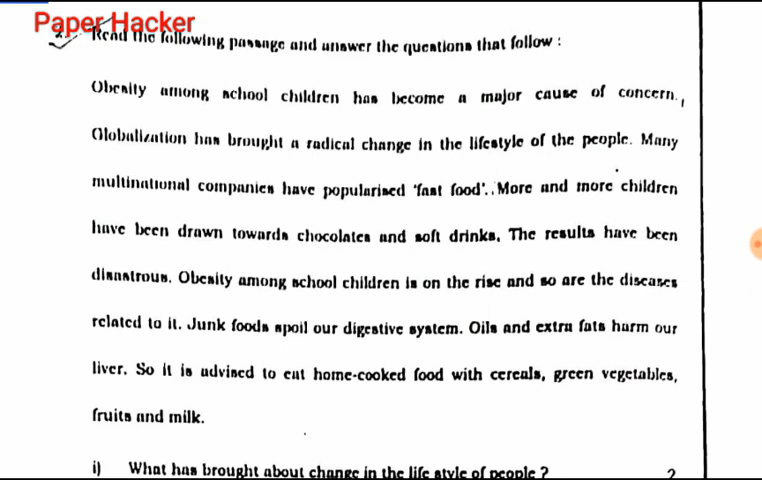 Paper Hacker
2. Read the following passage and answer the questions that follow :
Obesity among school children has become a major cause of concern.
Globalization has brought a radical change in the lifestyle of the people. Many
multinational companies have popularised 'fast food'. More and more children
have been drawn towards chocolates and soft drinks. The results have been
disastrous. Obesity among school children is on the rise and so are the diseases
related to it. Junk foods spoil our digestive system. Oils and extra fats harm our
liver. So it is advised to eat home-cooked food with cereals, green vegetables,
fruits and milk.
i) What has brought about change in the life style of people ? 2